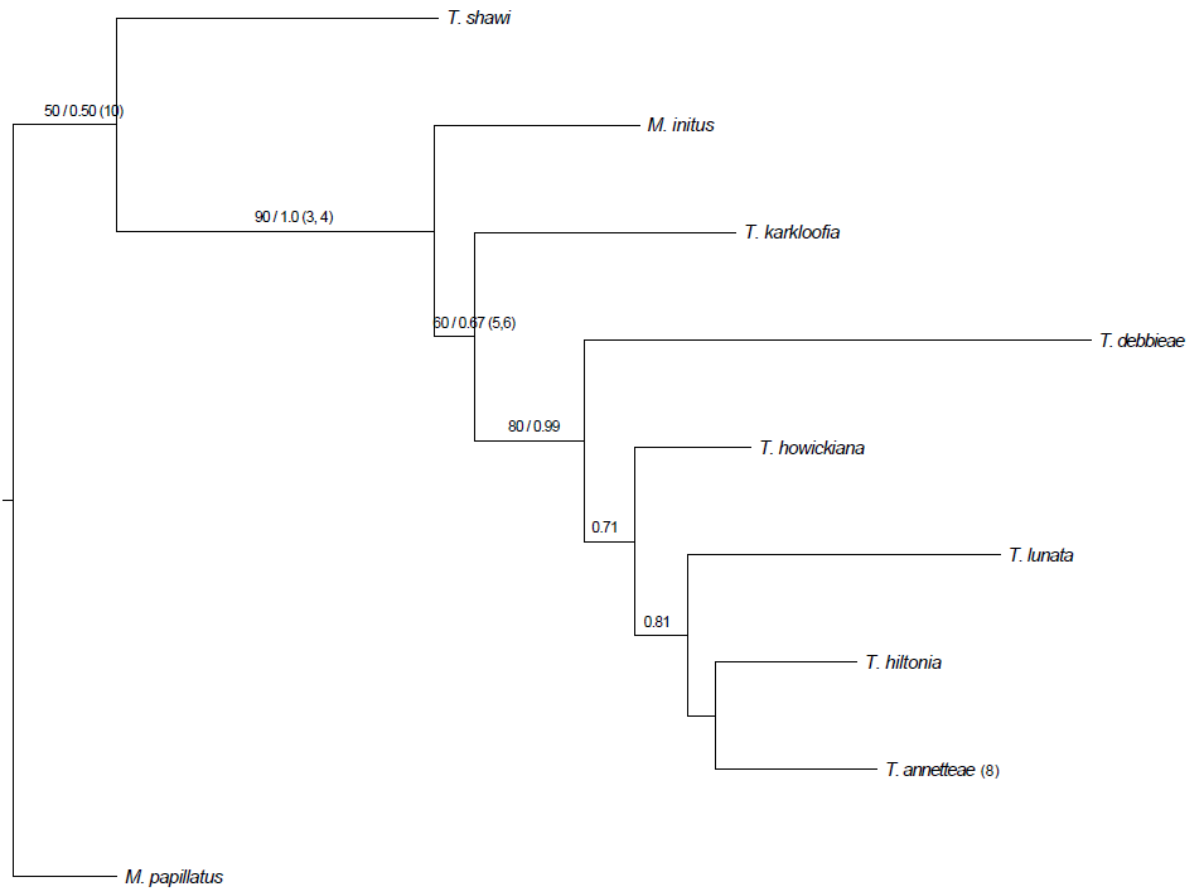 T. shawi
50 / 0.50 (10)
M. initus
90 / 1.0 (3, 4)
T. karkloofia
60 / 0.67 (5,6)
T. debbieae
80 / 0.99
T. howickiana
0.71
T. lunata
0.81
T. hiltonia
T. annetteae (8)
M. papillatus